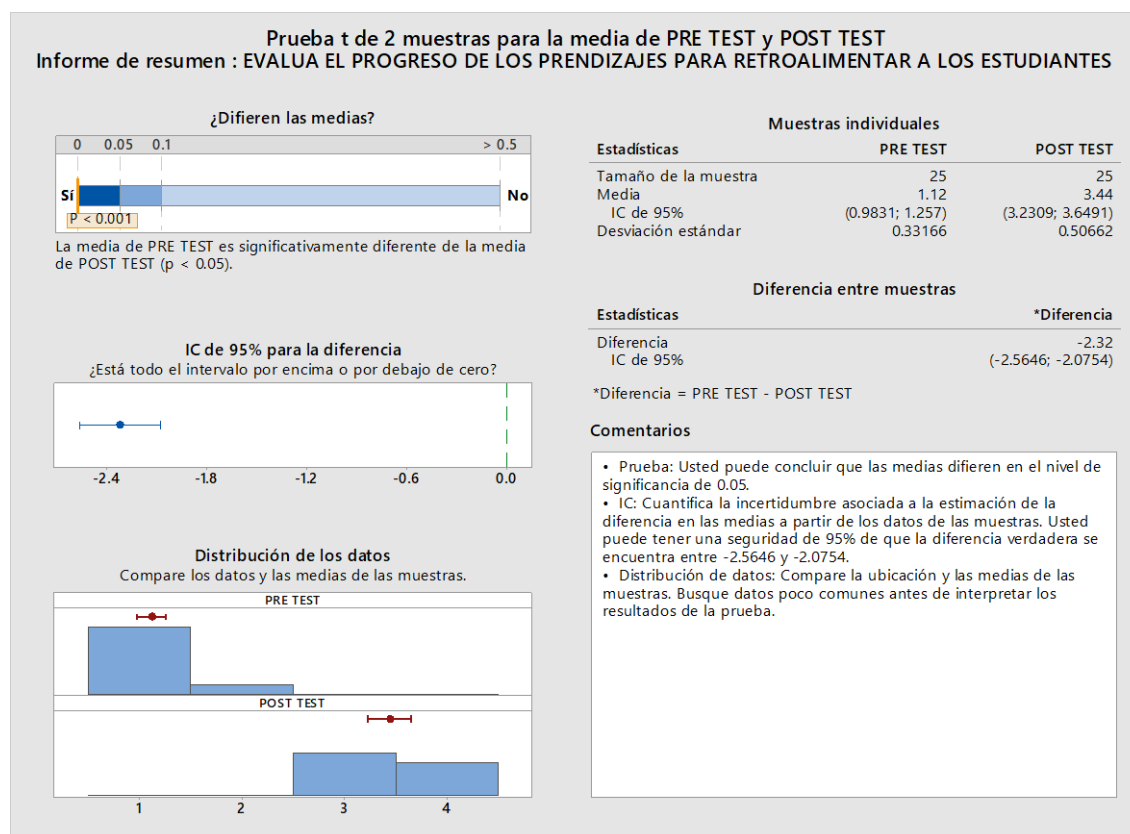 Prueba t de 2 muestras para la media de PRE TEST y POST TEST
Informe de resumen : EVALUA EL PROGRESO DE LOS PRENDIZAJES PARA RETROALIMENTAR A LOS ESTUDIANTES
¿Difieren las medias?
0 0.05 0.1 > 0.5
Sí No
P < 0.001
La media de PRE TEST es significativamente diferente de la media
de POST TEST (p < 0.05).
IC de 95% para la diferencia
¿Está todo el intervalo por encima o por debajo de cero?
-2.4 -1.8 -1.2 -0.6 0.0
Distribución de los datos
Compare los datos y las medias de las muestras.
PRE TEST
POST TEST
1 2 3 4
Muestras individuales
Estadísticas PRE TEST POST TEST
Tamaño de la muestra 25 25
Media 1.12 3.44
IC de 95% (0.9831; 1.257) (3.2309; 3.6491)
Desviación estándar 0.33166 0.50662
Diferencia entre muestras
Estadísticas *Diferencia
Diferencia -2.32
IC de 95% (-2.5646; -2.0754)
*Diferencia = PRE TEST - POST TEST
Comentarios
• Prueba: Usted puede concluir que las medias difieren en el nivel de
significancia de 0.05.
• IC: Cuantifica la incertidumbre asociada a la estimación de la
diferencia en las medias a partir de los datos de las muestras. Usted
puede tener una seguridad de 95% de que la diferencia verdadera se
encuentra entre -2.5646 y -2.0754.
• Distribución de datos: Compare la ubicación y las medias de las
muestras. Busque datos poco comunes antes de interpretar los
resultados de la prueba.